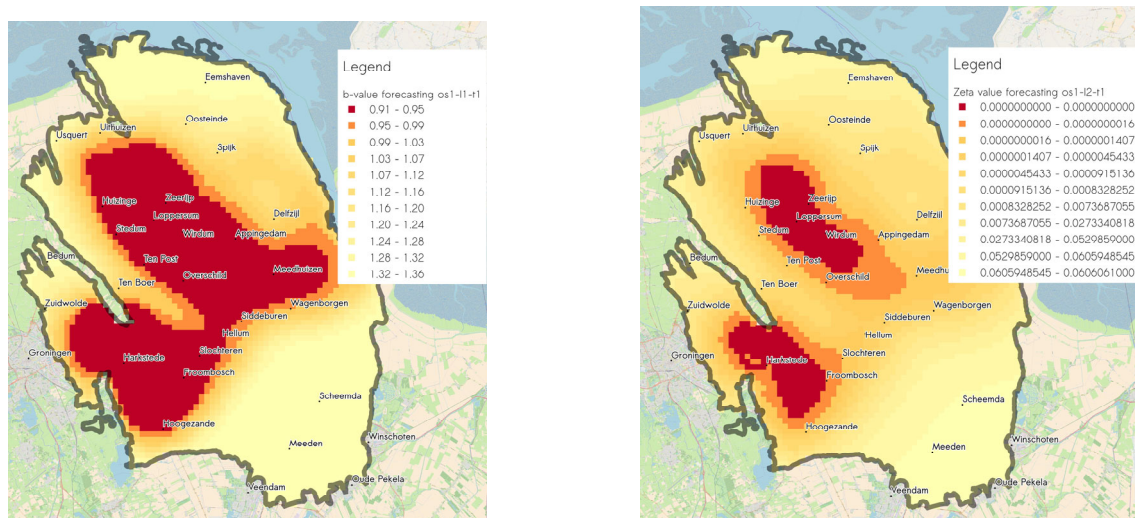 Eemshaven
Legend
b-value forecasting os1-l1-t1
0.91 - 0.95
0.95 - 0.99
0.99 - 1.03
1.03 - 1.07
1.07 - 1.12
1.12 - 1.16
1.16 - 1.20
1.20 - 1.24
1.24 - 1.28
1.28 - 1.32
1.32 - 1.36
Oosteinde
Uithuizen
Usquert
Spijk
Huizinge
Zeerijp
Loppersum
Stedum
Wirdum
Delfzijl
Appingedam
Bedum
Ten Post
Overschild
Meedhuizen
Ten Boer
Zuidwolde
Wagenborgen
Siddeburen
Hellum
Groningen
Harkstede
Slochteren
Froombosch
Scheemda
Hoogezande
Meeden
Winschoten
Veendam
Oude Pekela
Eemshaven
Legend
Zeta value forecasting os1-l2-t1
0.0000000000 - 0.0000000000
0.0000000000 - 0.0000000016
0.0000000016 - 0.0000001407
0.0000001407 - 0.0000045433
0.0000045433 - 0.0000915136
0.0000915136 - 0.0008328252
0.0008328252 - 0.0073687055
0.0073687055 - 0.0273340818
0.0273340818 - 0.0529859000
0.0529859000 - 0.0605948545
0.0605948545 - 0.0606061000
Oosteinde
Uithuizen
Usquert
Spijk
Huizinge
Zeerijp
Loppersum
Stedum
Wirdum
Delfzijl
Appingedam
Bedum
Ten Post
Overschild
Meedhu
Ten Boer
Zuidwolde
Wagenborgen
Siddeburen
Hellum
Groningen
Harkstede
Slochteren
Froombosch
Scheemda
Hoogezande
Meeden
Winschoten
Veendam
Oude Pekela